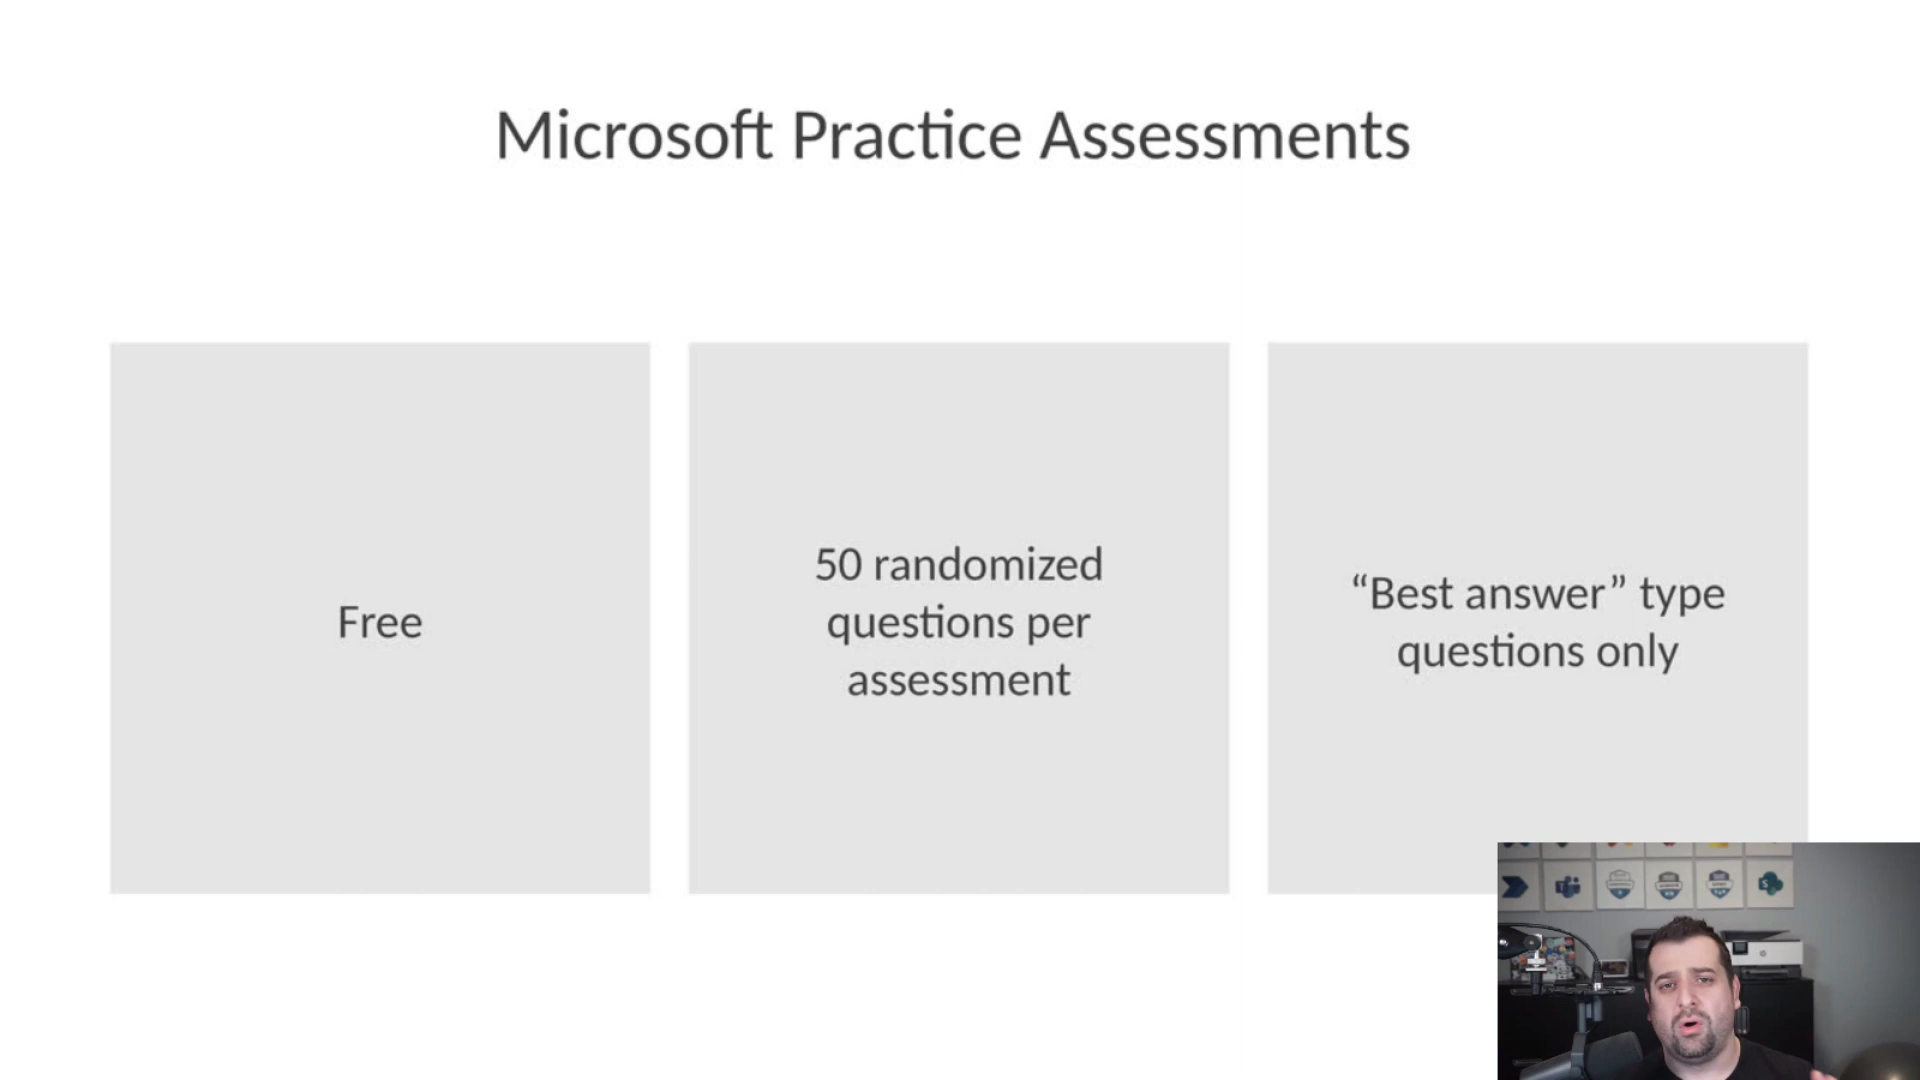 Microsoft Practice Assessments
Free
50 randomized
questions per
assessment
“Best answer” type
questions only